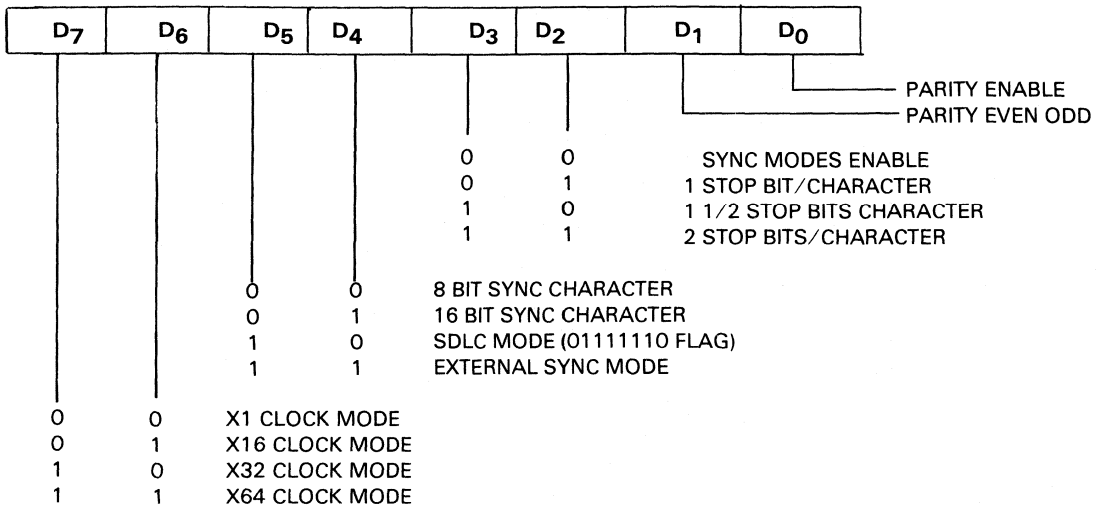 D7 D6 D5 D4 D3 D2 D1 D0
PARITY ENABLE
PARITY EVEN ODD
0 0 SYNC MODES ENABLE
0 1 1 STOP BIT/CHARACTER
1 0 1 1/2 STOP BITS CHARACTER
1 1 2 STOP BITS/CHARACTER
0 0 8 BIT SYNC CHARACTER
0 1 16 BIT SYNC CHARACTER
1 0 SDLC MODE (01111110 FLAG)
1 1 EXTERNAL SYNC MODE
0 0 X1 CLOCK MODE
0 1 X16 CLOCK MODE
1 0 X32 CLOCK MODE
1 1 X64 CLOCK MODE